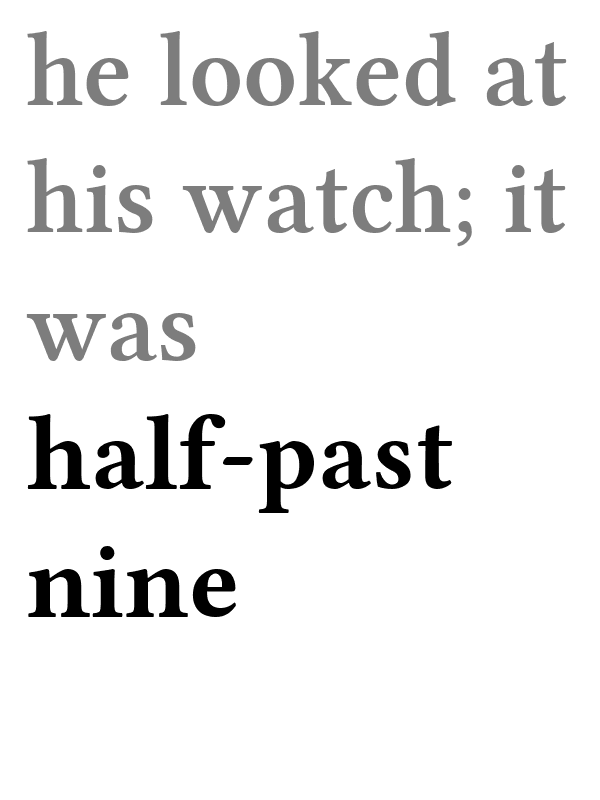 he looked at
his watch; it
was
half-past
nine